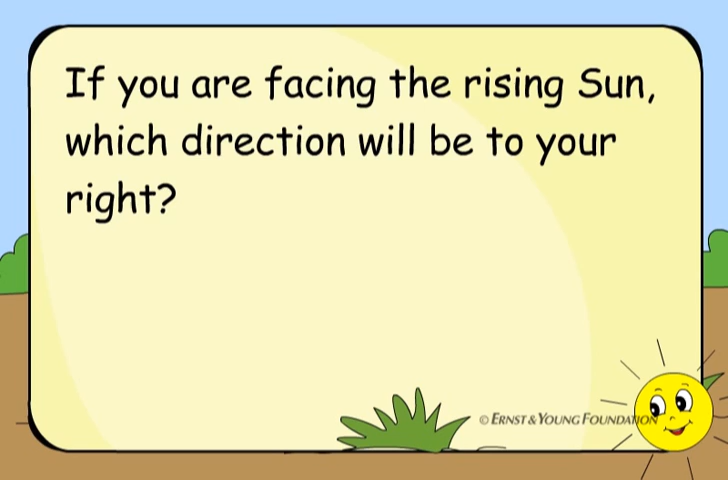 If you are facing the rising Sun,
which direction will be to your
right?
© ERNST & YOUNG FOUNDATION